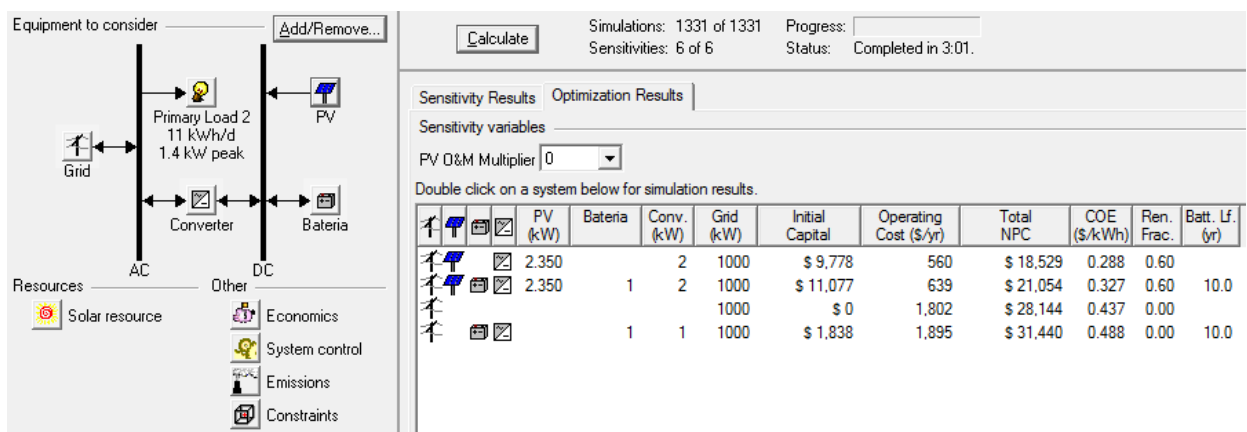 Equipment to consider
Add/Remove...
Primary Load 2
11 kWh/d
1.4 kW peak
PV
Grid
Converter
Bateria
AC
DC
Resources
Other
Solar resource
Economics
System control
Emissions
Constraints
Calculate
Simulations: 1331 of 1331
Sensitivities: 6 of 6
Progress:
Status: Completed in 3:01.
Sensitivity Results
Optimization Results
Sensitivity variables
PV O&M Multiplier 0
Double click on a system below for simulation results.
PV (kW) Bateria Conv. (kW) Grid (kW) Initial Capital Operating Cost ($/yr) Total NPC COE ($/kWh) Ren. Frac. Batt. Lf. (yr)
2.350 2 1000 $ 9,778 560 $ 18,529 0.288 0.60
2.350 1 2 1000 $ 11,077 639 $ 21,054 0.327 0.60 10.0
1000 $ 0 1,802 $ 28,144 0.437 0.00
1 1 1000 $ 1,838 1,895 $ 31,440 0.488 0.00 10.0